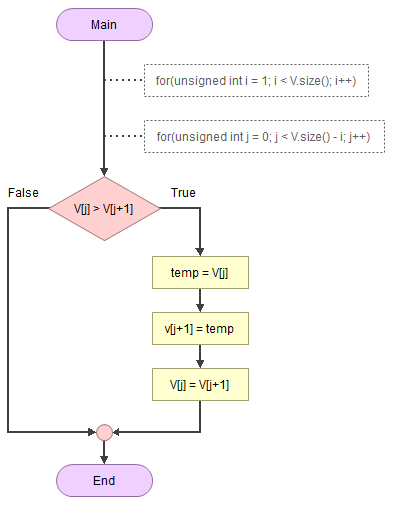 Main
for(unsigned int i = 1; i < V.size(); i++)
for(unsigned int j = 0; j < V.size() - i; j++)
False
True
V[j] > V[j+1]
temp = V[j]
v[j+1] = temp
V[j] = V[j+1]
End